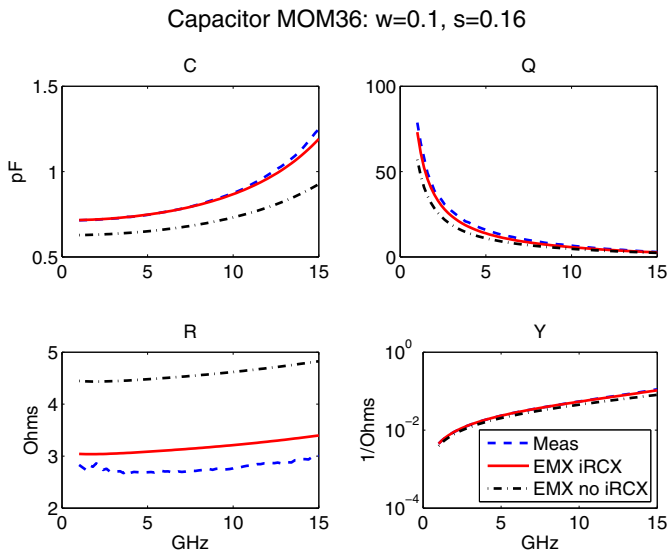 Capacitor MOM36: w=0.1, s=0.16
C
1.5
1
0.5
pF
0
5
10
15
Q
100
50
0
0
5
10
15
R
5
4
3
2
Ohms
0
5
10
15
GHz
Y
10^0
10^-2
10^-4
1/Ohms
Meas
EMX iRCX
EMX no iRCX
0
5
10
15
GHz